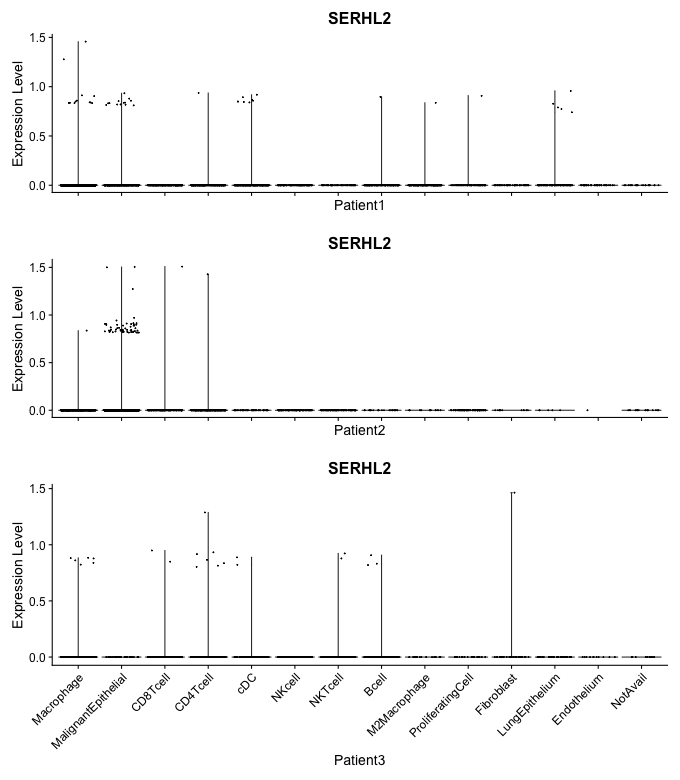 SERHL2
1.5
1.0
0.5
0.0
Expression Level
Patient1
SERHL2
1.5
1.0
0.5
0.0
Expression Level
Patient2
SERHL2
1.5
1.0
0.5
0.0
Expression Level
Macrophage
MalignantEpithelial
CD8Tcell
CD4Tcell
cDC
NKcell
NKTcell
Bcell
M2Macrophage
ProliferatingCell
Fibroblast
LungEpithelium
Endothelium
NotAvail
Patient3